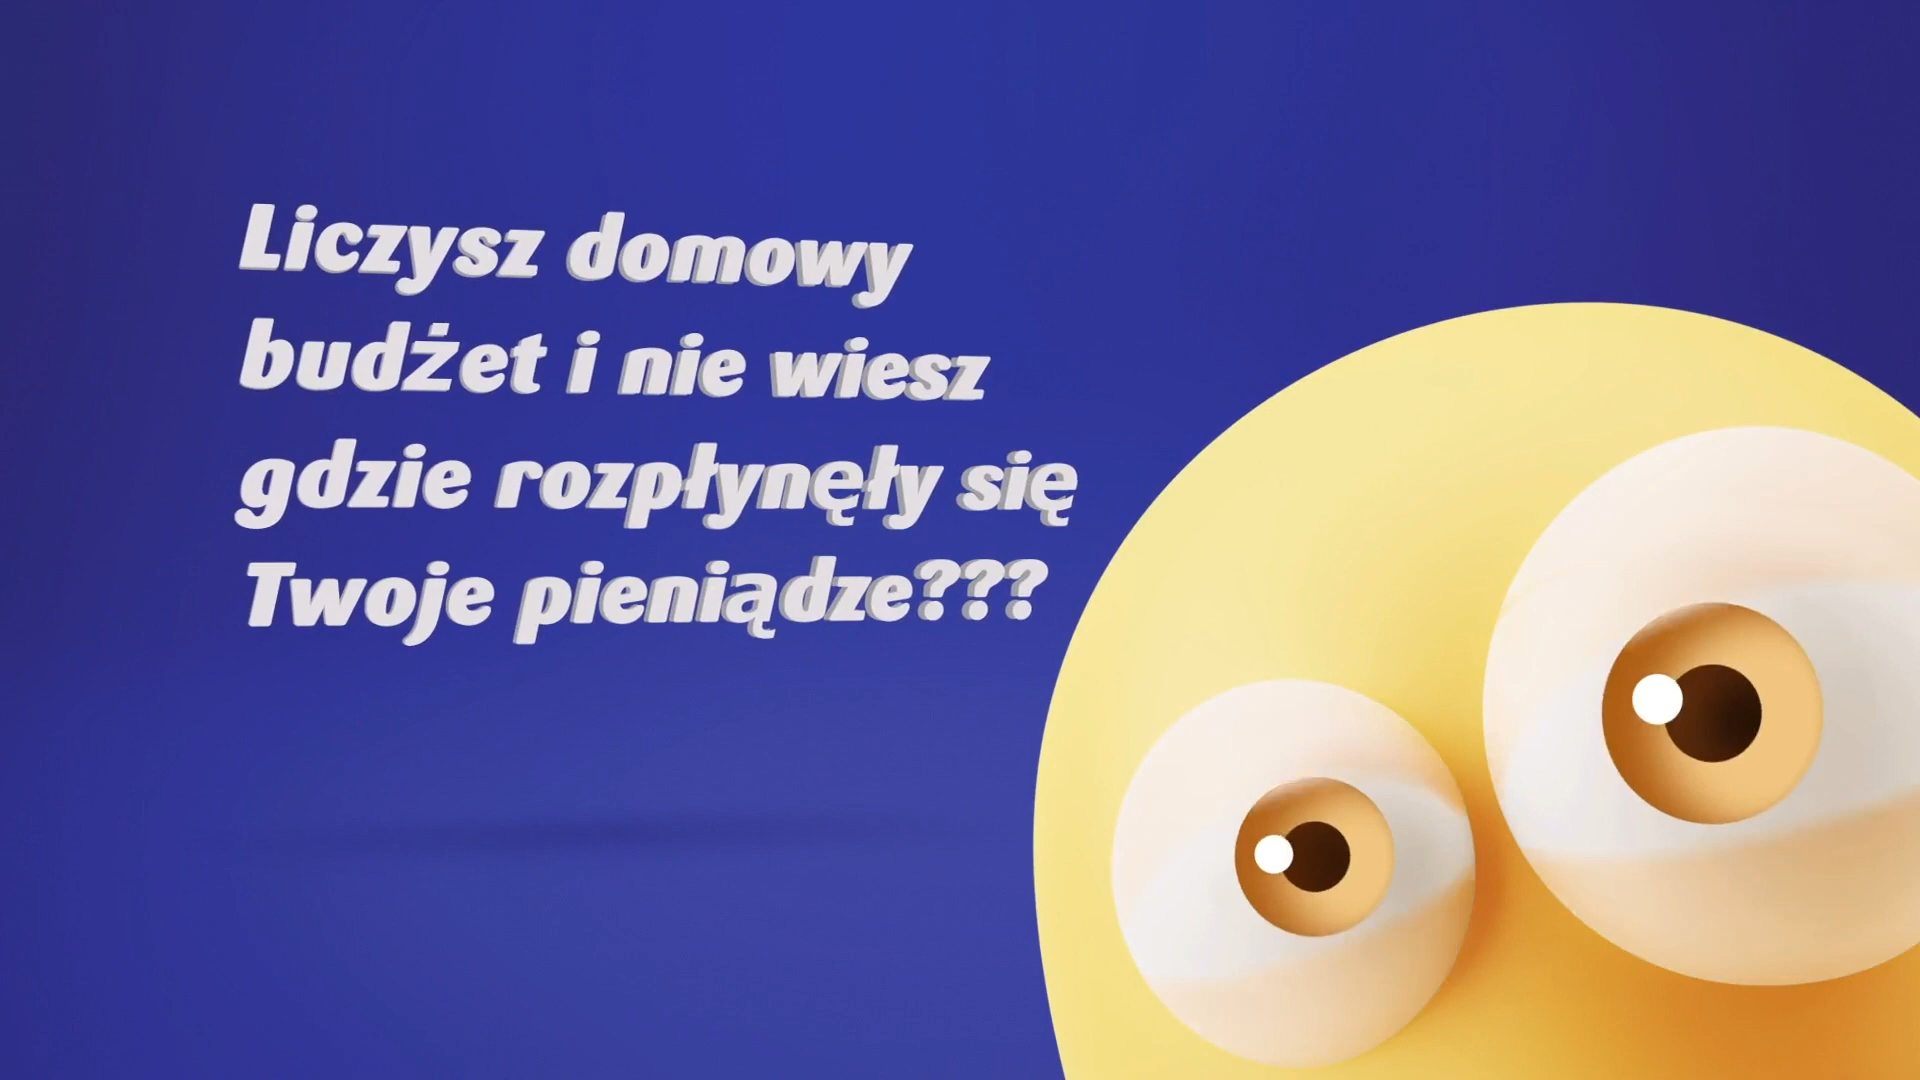 Liczysz domowy
budżet i nie wiesz
gdzie rozpłynęły się
Twoje pieniądze???